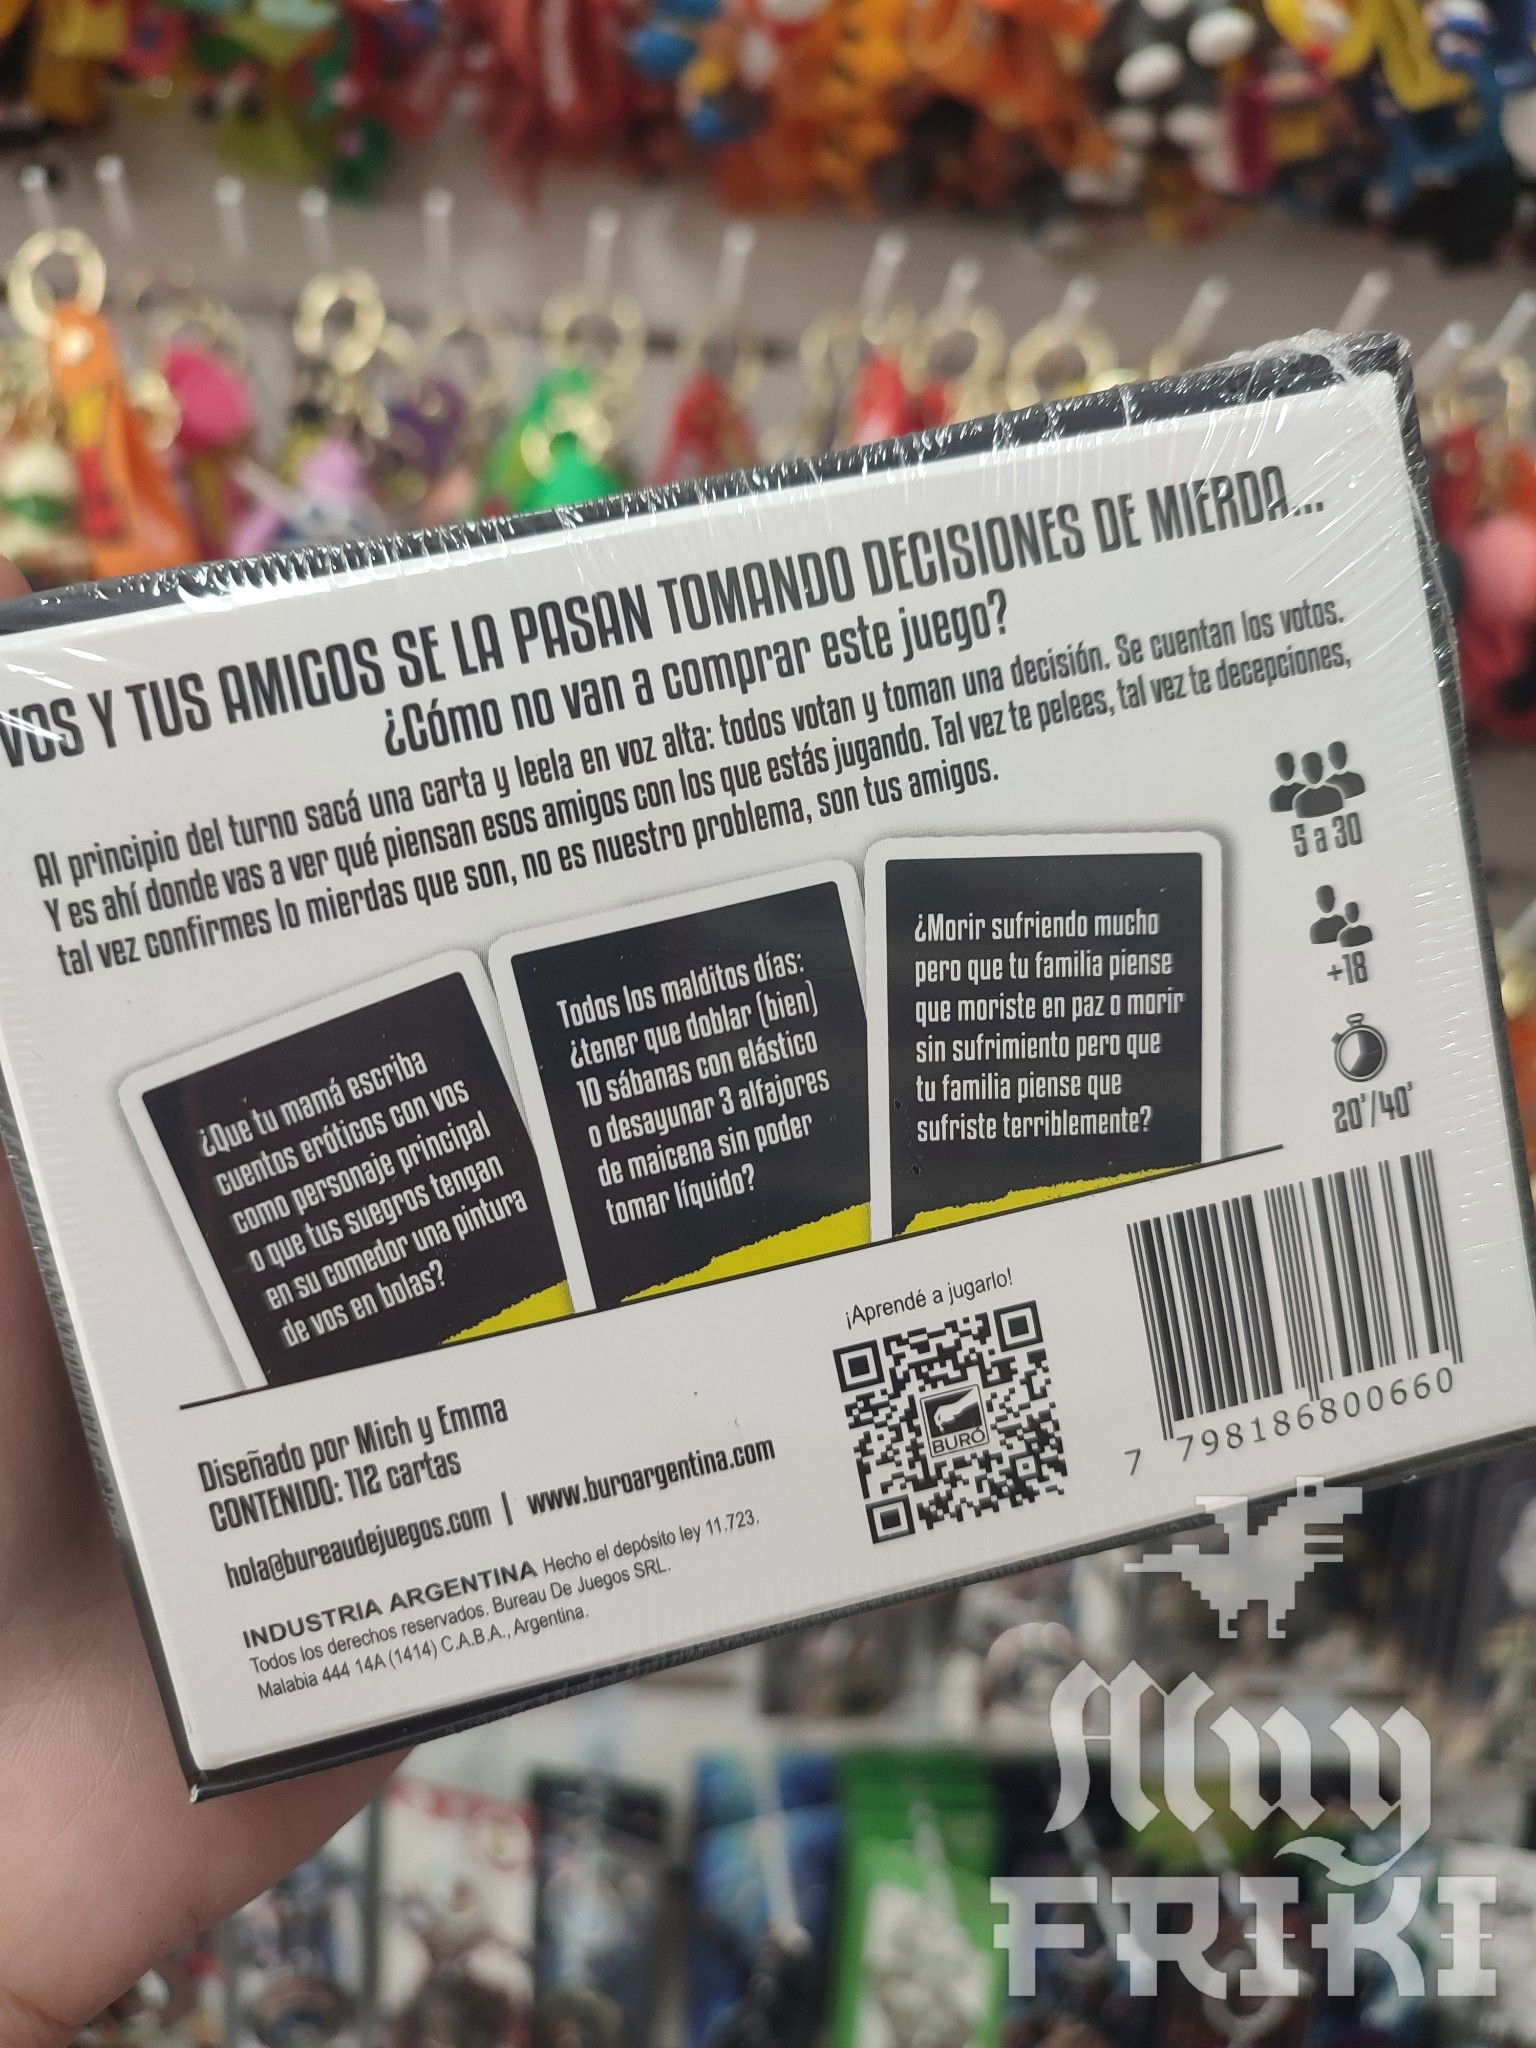 VOS Y TUS AMIGOS SE LA PASAN TOMANDO DECISIONES DE MIERDA...
¿Cómo no van a comprar este juego?
Al principio del turno sacá una carta y leela en voz alta: todos votan y toman una decisión. Se cuentan los votos.
Y es ahí donde vas a ver qué piensan esos amigos con los que estás jugando. Tal vez te pelees, tal vez te decepciones,
tal vez confirmes lo mierdas que son, no es nuestro problema, son tus amigos.
5 a 30
+18
20'/40'
¿Que tu mamá escriba
cuentos eróticos con vos
como personaje principal
o que tus suegros tengan
en su comedor una pintura
de vos en bolas?
Todos los malditos días:
¿tener que doblar (bien)
10 sábanas con elástico
o desayunar 3 alfajores
de maicena sin poder
tomar líquido?
¿Morir sufriendo mucho
pero que tu familia piense
que moriste en paz o morir
sin sufrimiento pero que
tu familia piense que
sufriste terriblemente?
Diseñado por Mich y Emma
CONTENIDO: 112 cartas
hola@bureaudejuegos.com | www.buroargentina.com
INDUSTRIA ARGENTINA Hecho el depósito ley 11.723.
Todos los derechos reservados. Bureau De Juegos SRL.
Malabia 444 14A (1414) C.A.B.A., Argentina.
¡Aprendé a jugarlo!
BURÓ
7 798186800660
Muy
FRIKI